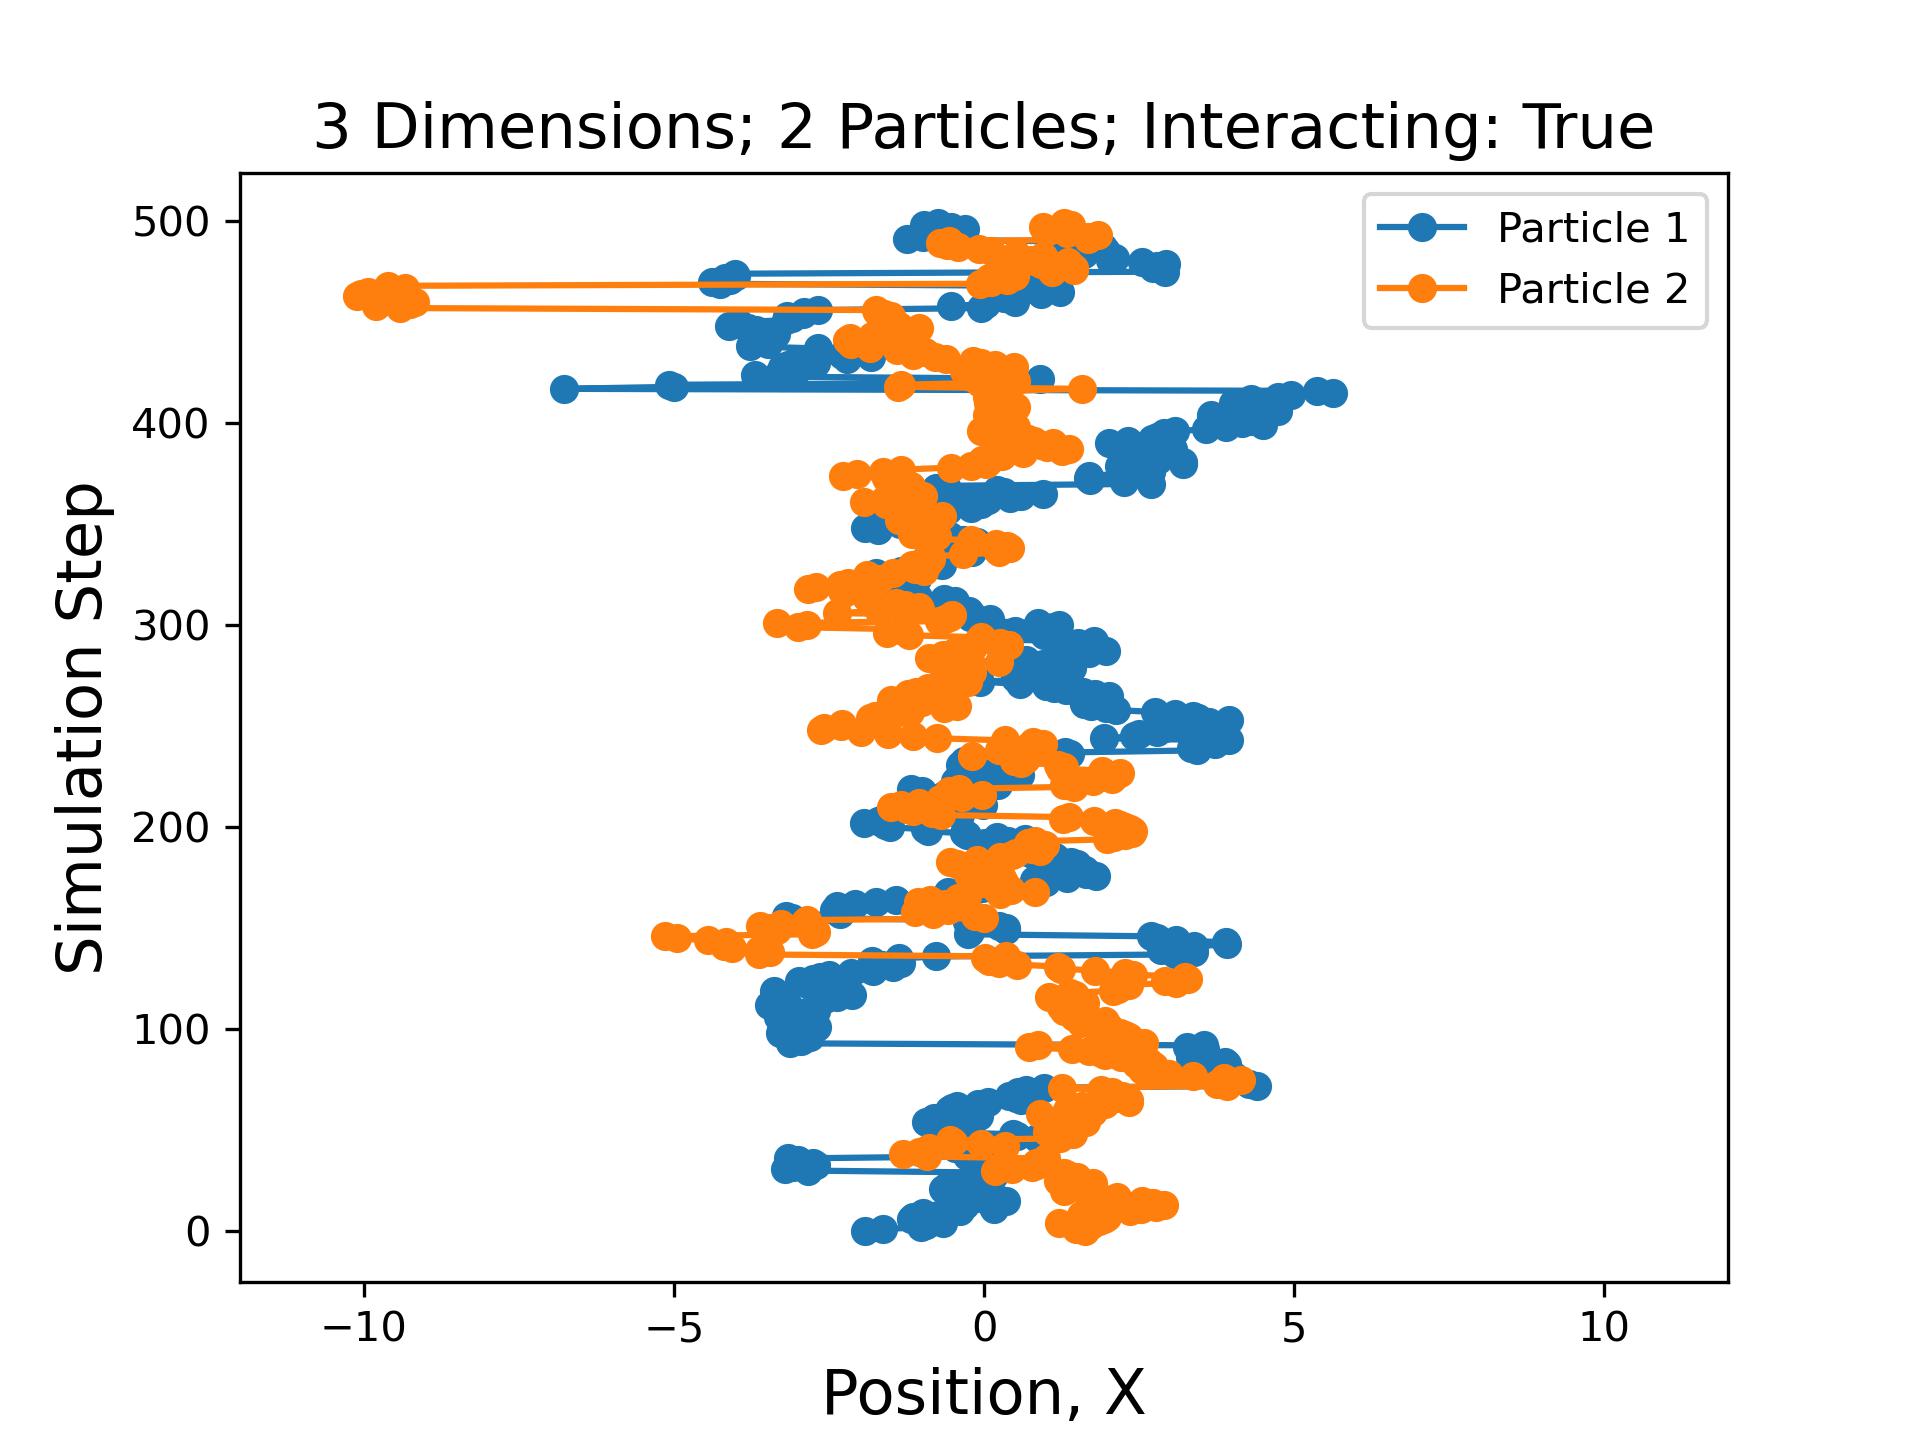 3 Dimensions; 2 Particles; Interacting: True
Particle 1
Particle 2
Simulation Step
500
400
300
200
100
0
−10
−5
0
5
10
Position, X